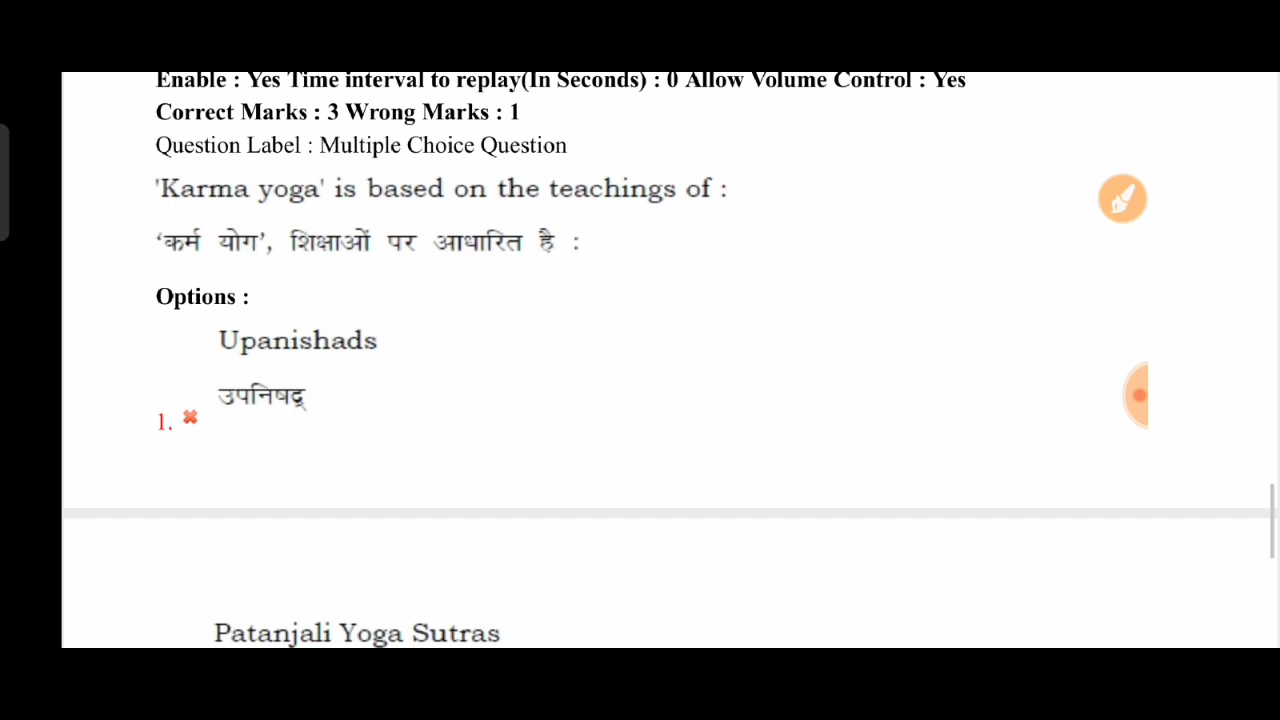 Enable : Yes Time interval to replay(In Seconds) : 0 Allow Volume Control : Yes
Correct Marks : 3 Wrong Marks : 1
Question Label : Multiple Choice Question
'Karma yoga' is based on the teachings of :
‘कर्म योग’, शिक्षाओं पर आधारित है :
Options :
Upanishads
उपनिषद्
1.
Patanjali Yoga Sutras